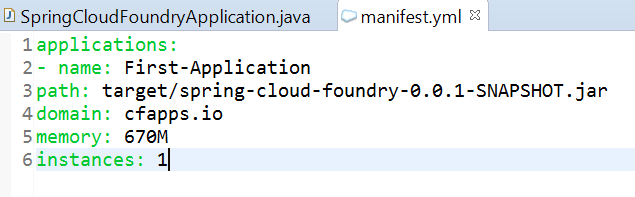 SpringCloudFoundryApplication.java manifest.yml
1 applications:
2 - name: First-Application
3 path: target/spring-cloud-foundry-0.0.1-SNAPSHOT.jar
4 domain: cfapps.io
5 memory: 670M
6 instances: 1